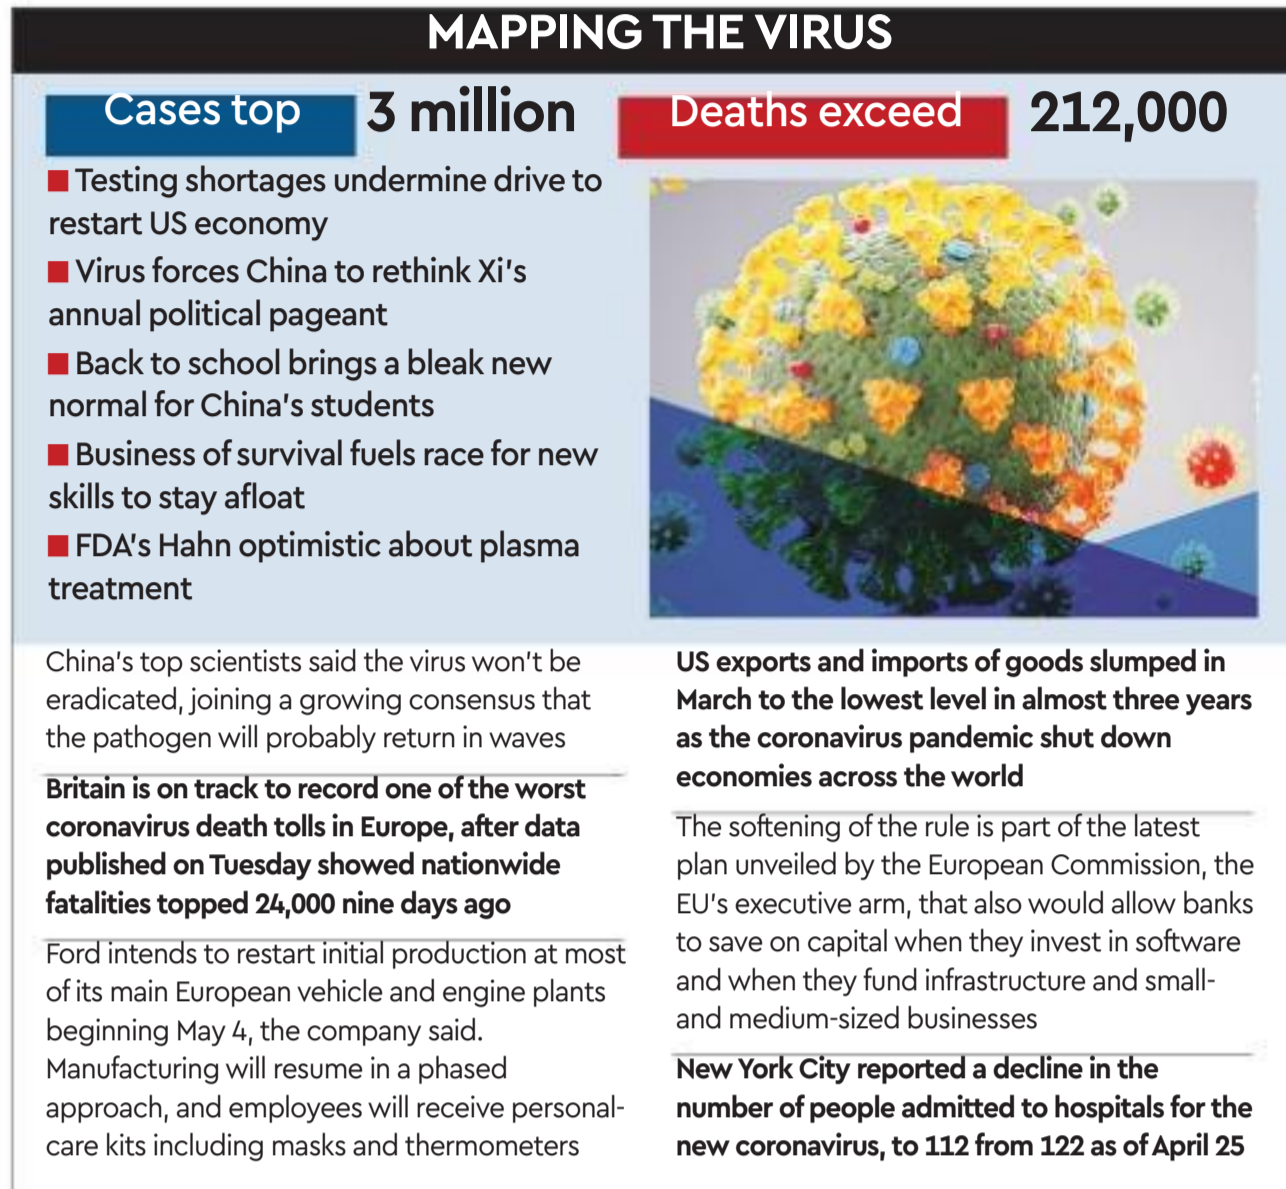 MAPPING THE VIRUS
Cases top 3 million
Deaths exceed 212,000
■ Testing shortages undermine drive to
restart US economy
■ Virus forces China to rethink Xi's
annual political pageant
■ Back to school brings a bleak new
normal for China's students
■ Business of survival fuels race for new
skills to stay afloat
■ FDA's Hahn optimistic about plasma
treatment
China's top scientists said the virus won't be
eradicated, joining a growing consensus that
the pathogen will probably return in waves
Britain is on track to record one of the worst
coronavirus death tolls in Europe, after data
published on Tuesday showed nationwide
fatalities topped 24,000 nine days ago
Ford intends to restart initial production at most
of its main European vehicle and engine plants
beginning May 4, the company said.
Manufacturing will resume in a phased
approach, and employees will receive personal-
care kits including masks and thermometers
US exports and imports of goods slumped in
March to the lowest level in almost three years
as the coronavirus pandemic shut down
economies across the world
The softening of the rule is part of the latest
plan unveiled by the European Commission, the
EU's executive arm, that also would allow banks
to save on capital when they invest in software
and when they fund infrastructure and small-
and medium-sized businesses
New York City reported a decline in the
number of people admitted to hospitals for the
new coronavirus, to 112 from 122 as of April 25